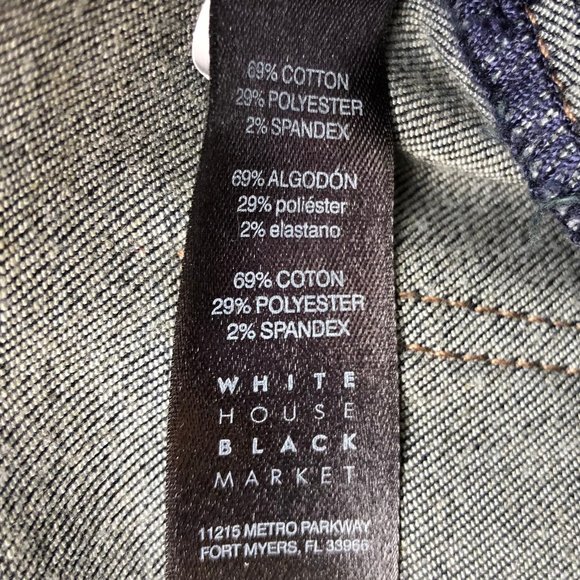 69% COTTON
29% POLYESTER
2% SPANDEX
69% ALGODÓN
29% poliéster
2% elastano
69% COTON
29% POLYESTER
2% SPANDEX
WHITE
HOUSE
BLACK
MARKET
11215 METRO PARKWAY
FORT MYERS, FL 33966